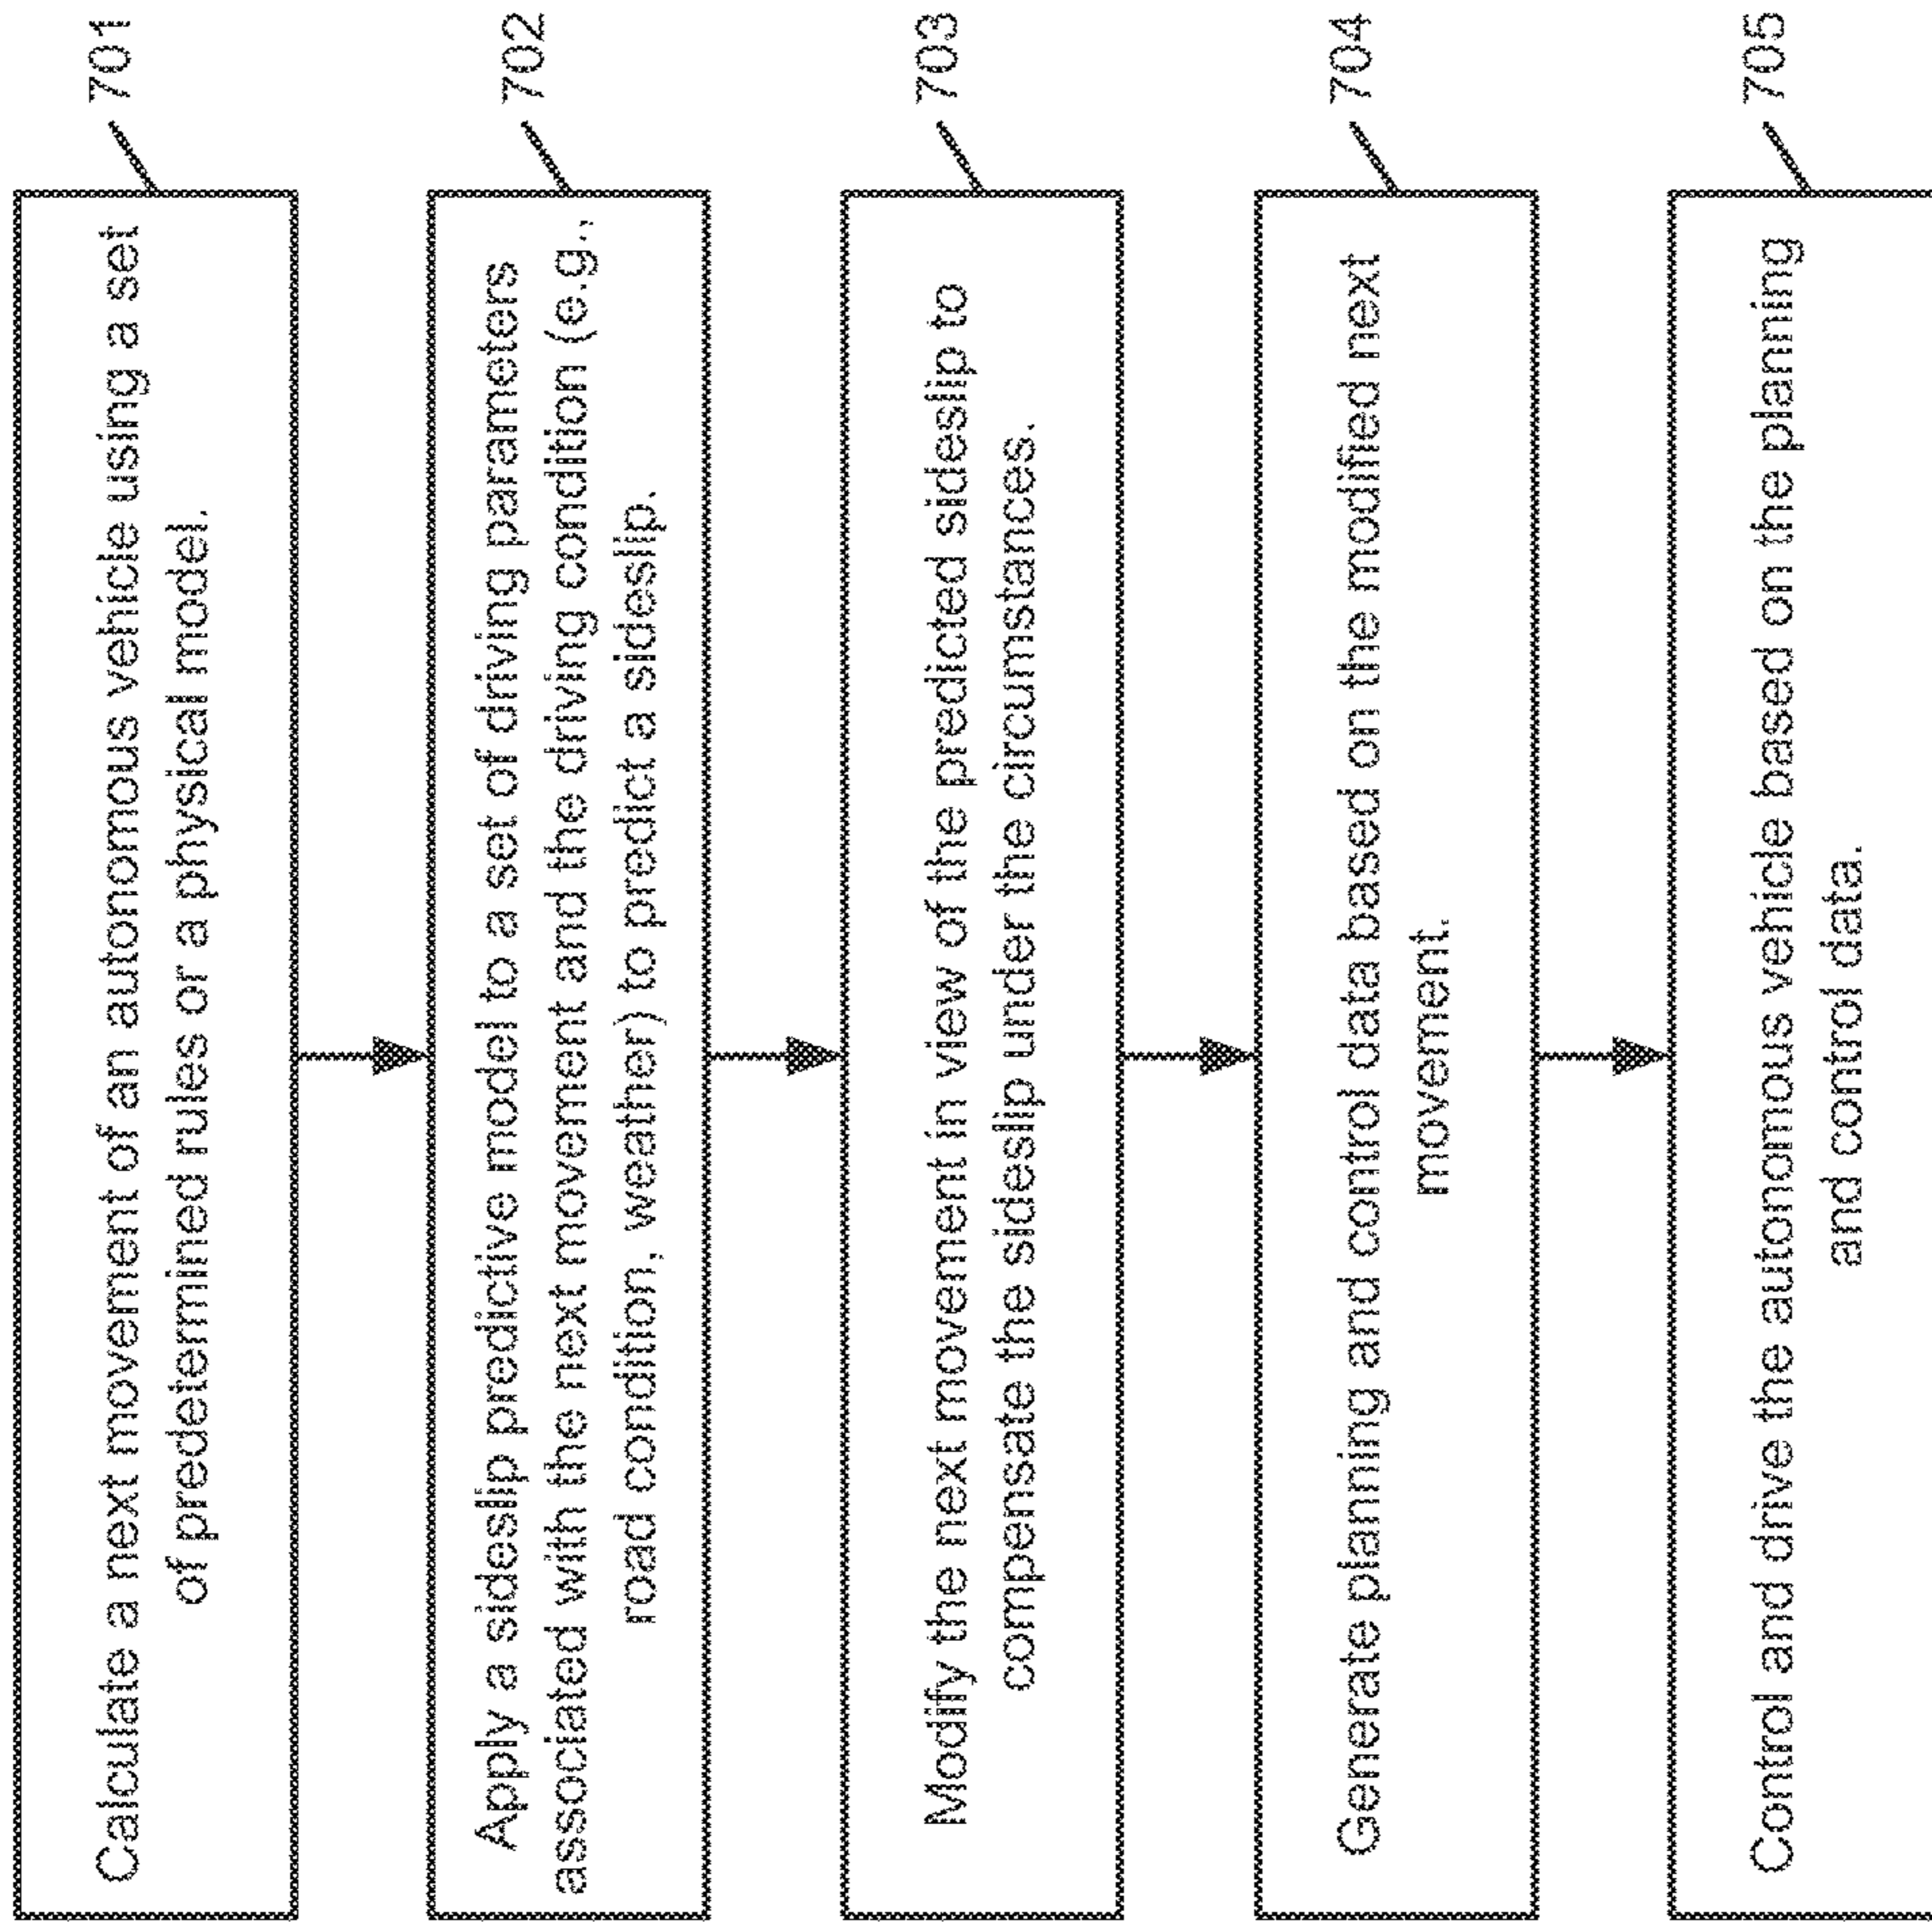 Calculate a next movement of an autonomous vehicle using a set
of predetermined rules or a physical model.
701
Apply a sideslip predictive model to a set of driving parameters
associated with the next movement and the driving condition (e.g.,
road condition, weather) to predict a sideslip.
702
Modify the next movement in view of the predicted sideslip to
compensate the sideslip under the circumstances.
703
Generate planning and control data based on the modified next
movement.
704
Control and drive the autonomous vehicle based on the planning
and control data.
705